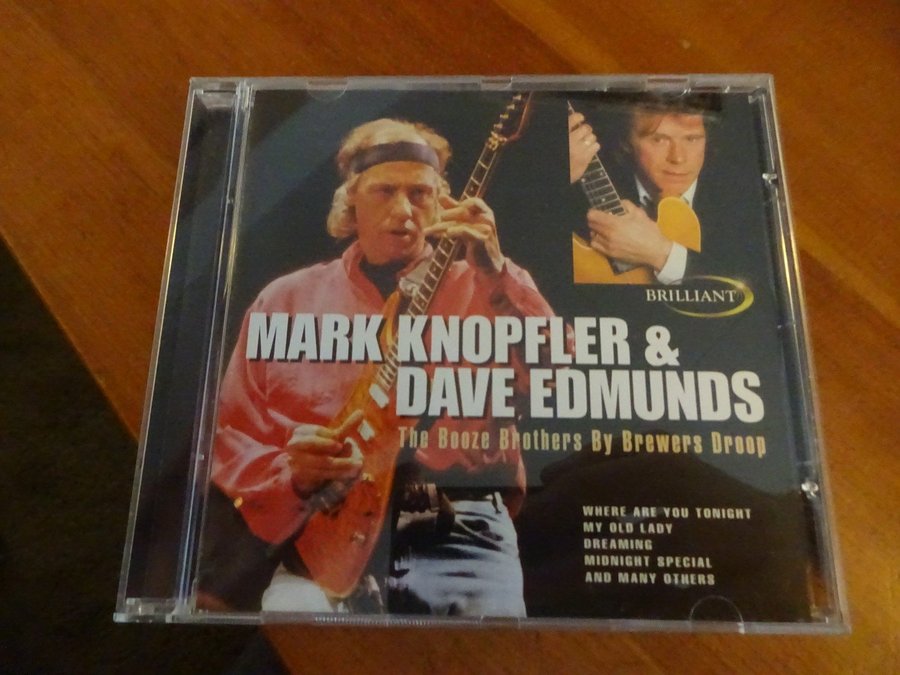 BRILLIANT
MARK KNOPFLER &
DAVE EDMUNDS
The Booze Brothers By Brewers Droop
WHERE ARE YOU TONIGHT
MY OLD LADY
DREAMING
MIDNIGHT SPECIAL
AND MANY OTHERS